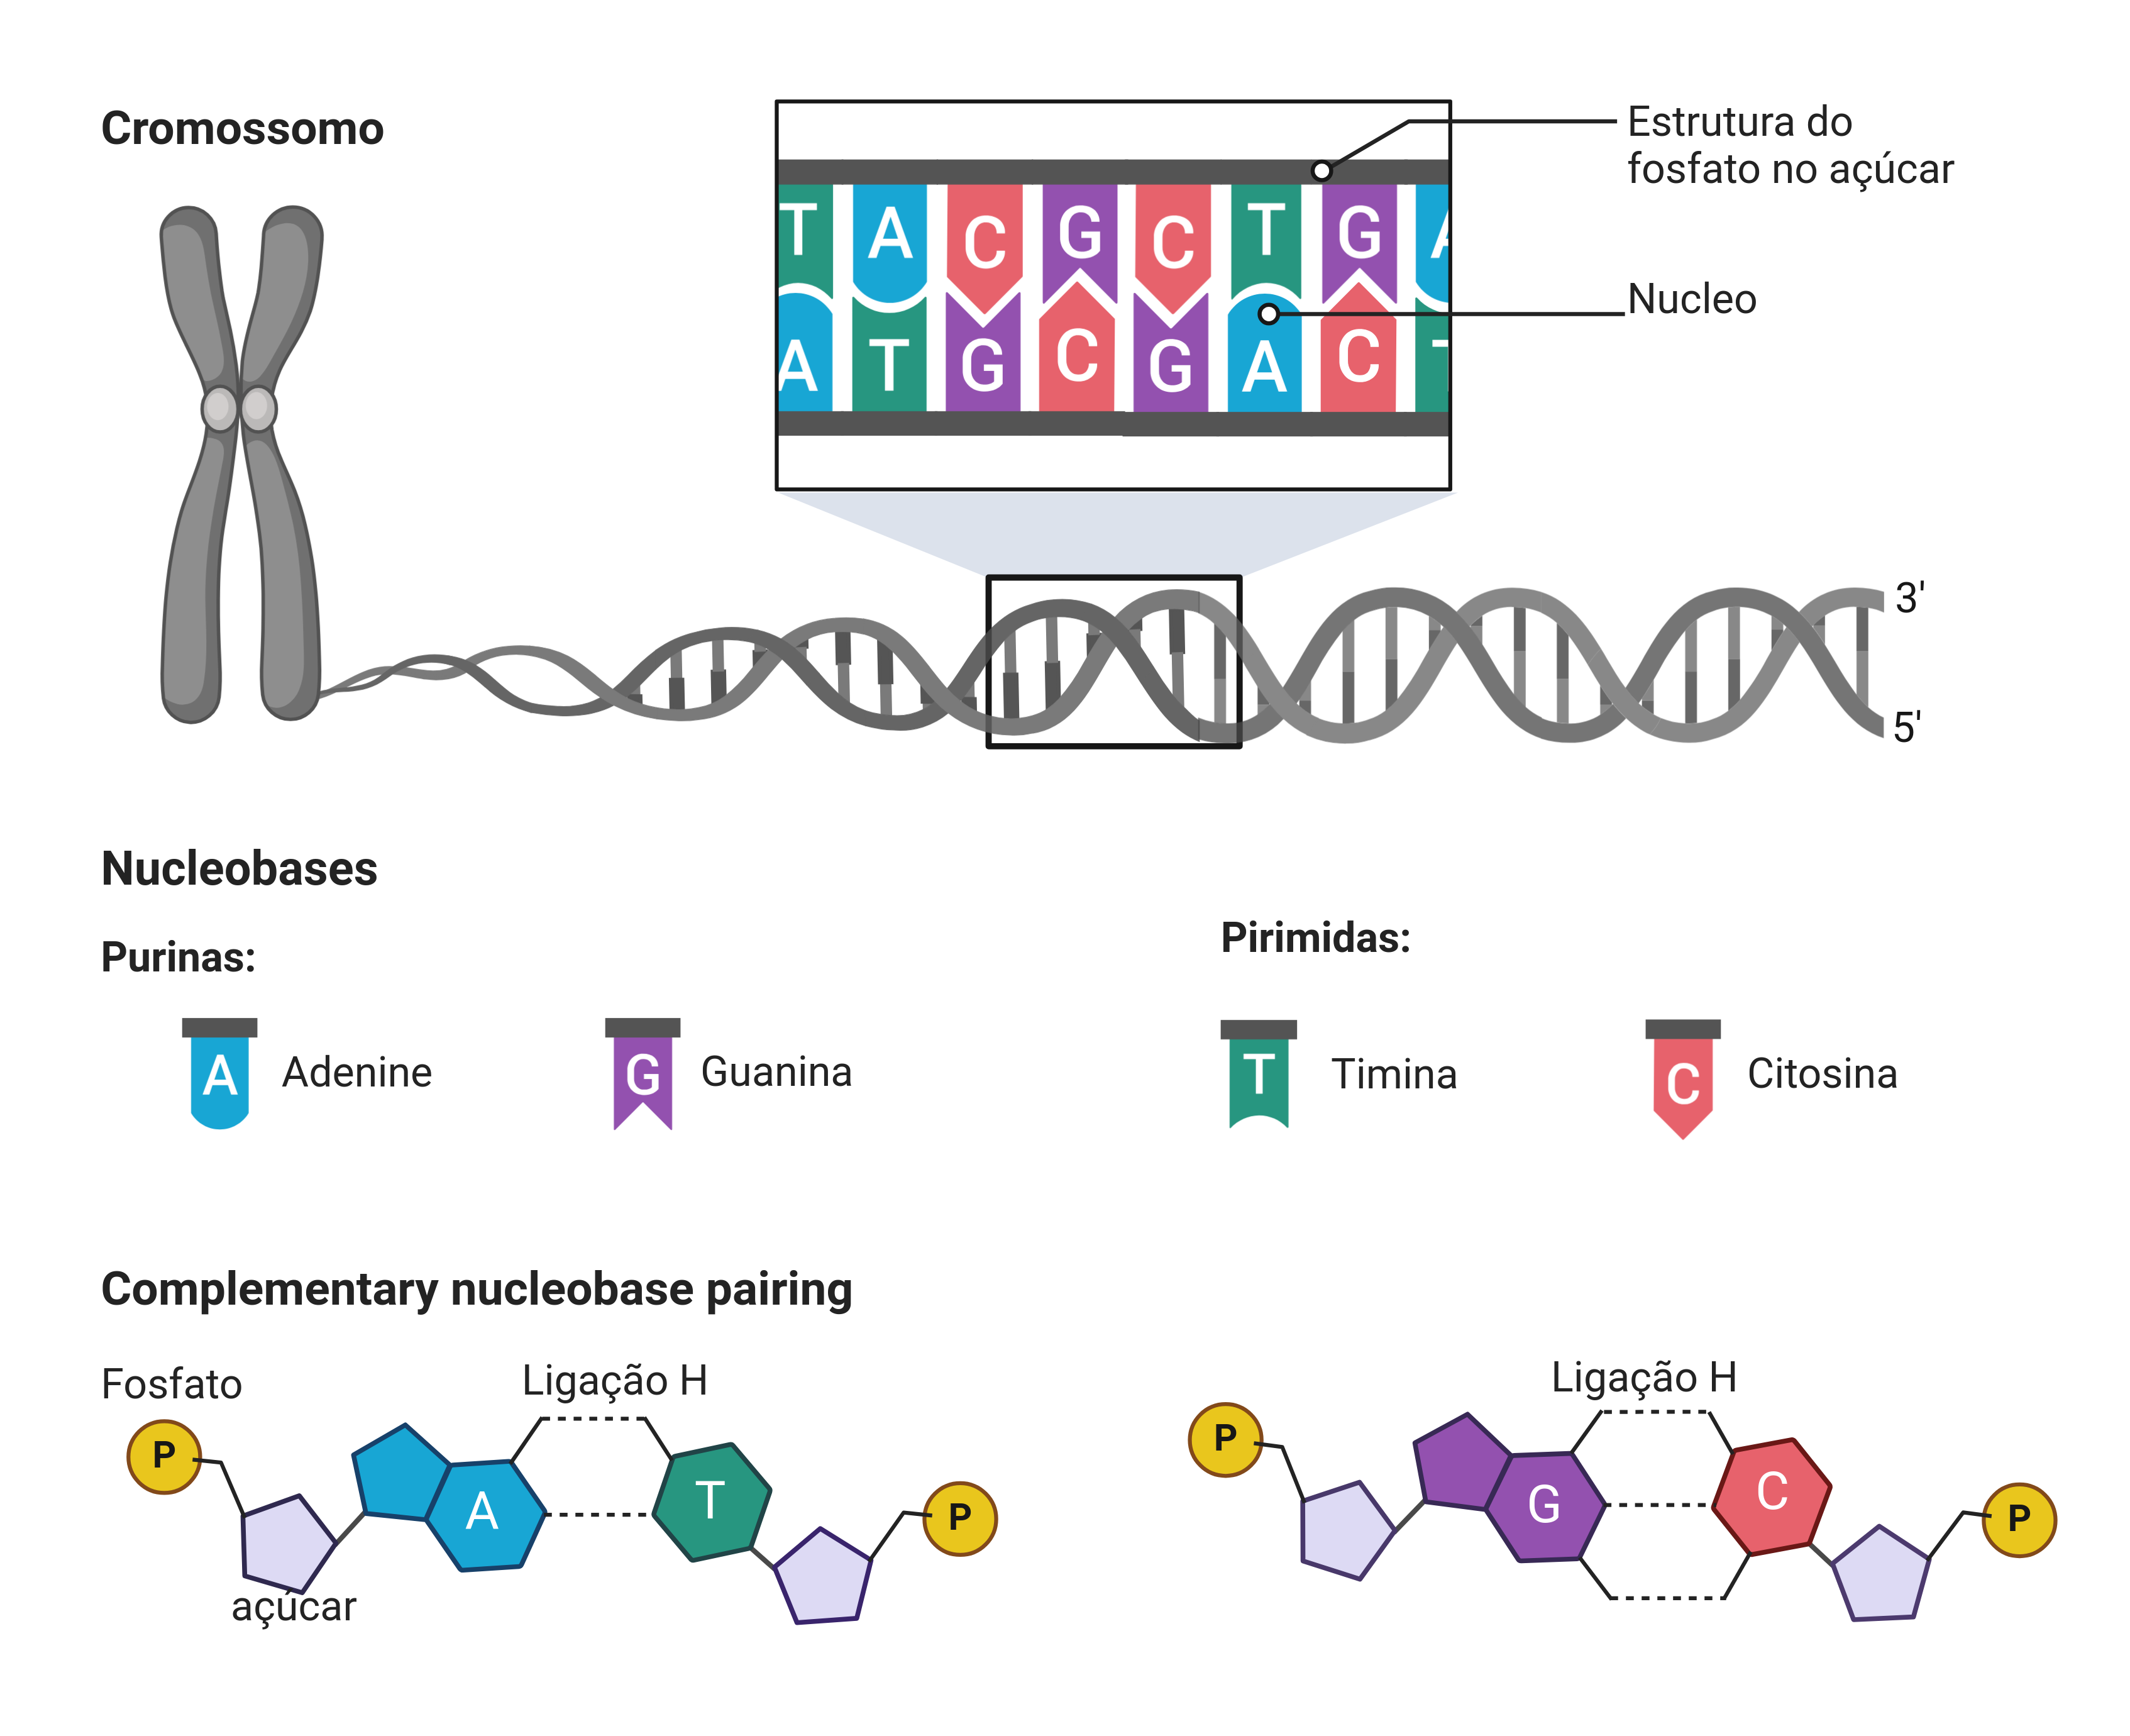 Cromossomo
Estrutura do
fosfato no açúcar
T A C G C T G A
Nucleo
A T G C G A C T
3'
5'
Nucleobases
Purinas:
Pirimidas:
A Adenine G Guanina T Timina C Citosina
Complementary nucleobase pairing
Fosfato
Ligação H
Ligação H
P A T P
P G C P
açúcar